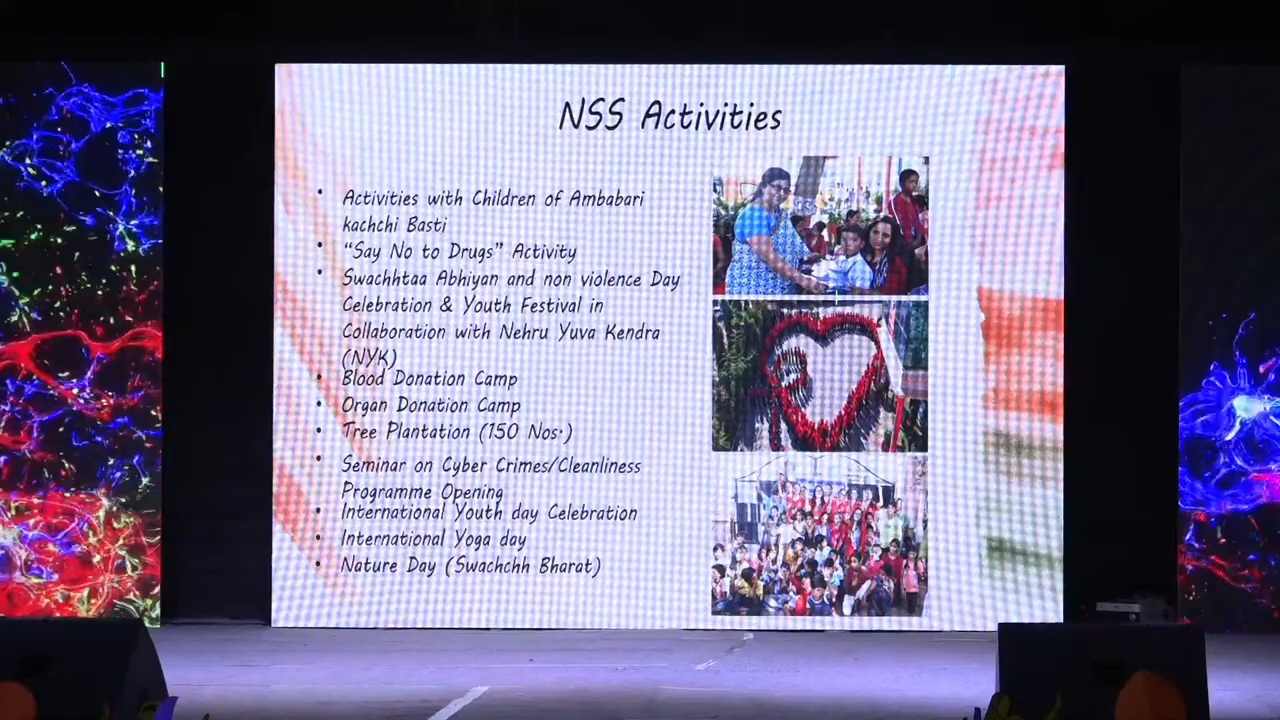 NSS Activities
• Activities with Children of Ambabari
kachchi Basti
• "Say No to Drugs" Activity
• Swachhtaa Abhiyan and non violence Day
Celebration & Youth Festival in
Collaboration with Nehru Yuva Kendra
(NYK)
• Blood Donation Camp
• Organ Donation Camp
• Tree Plantation (150 Nos.)
• Seminar on Cyber Crimes/Cleanliness
Programme Opening
• International Youth day Celebration
• International Yoga day
• Nature Day (Swachchh Bharat)